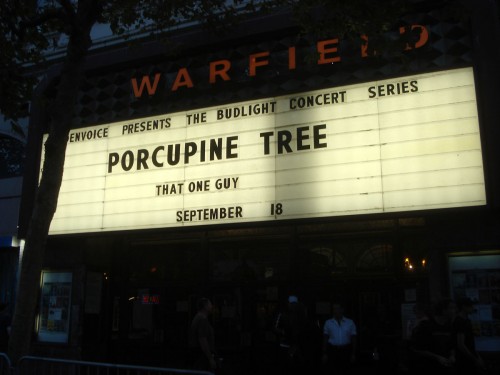 WARFIELD
ENVOICE PRESENTS THE BUDLIGHT CONCERT SERIES
PORCUPINE TREE
THAT ONE GUY
SEPTEMBER 18